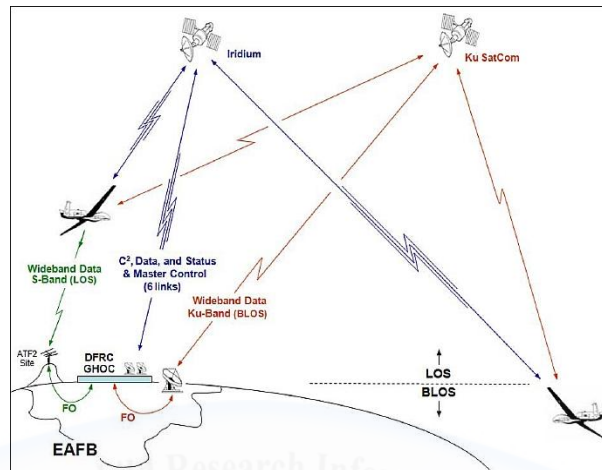 Iridium
Ku SatCom
Wideband Data
S-Band (LOS)
C², Data, and Status
& Master Control
(6 links)
Wideband Data
Ku-Band (BLOS)
ATF2
Site
DFRC
GHOC
LOS
BLOS
FO
FO
EAFB